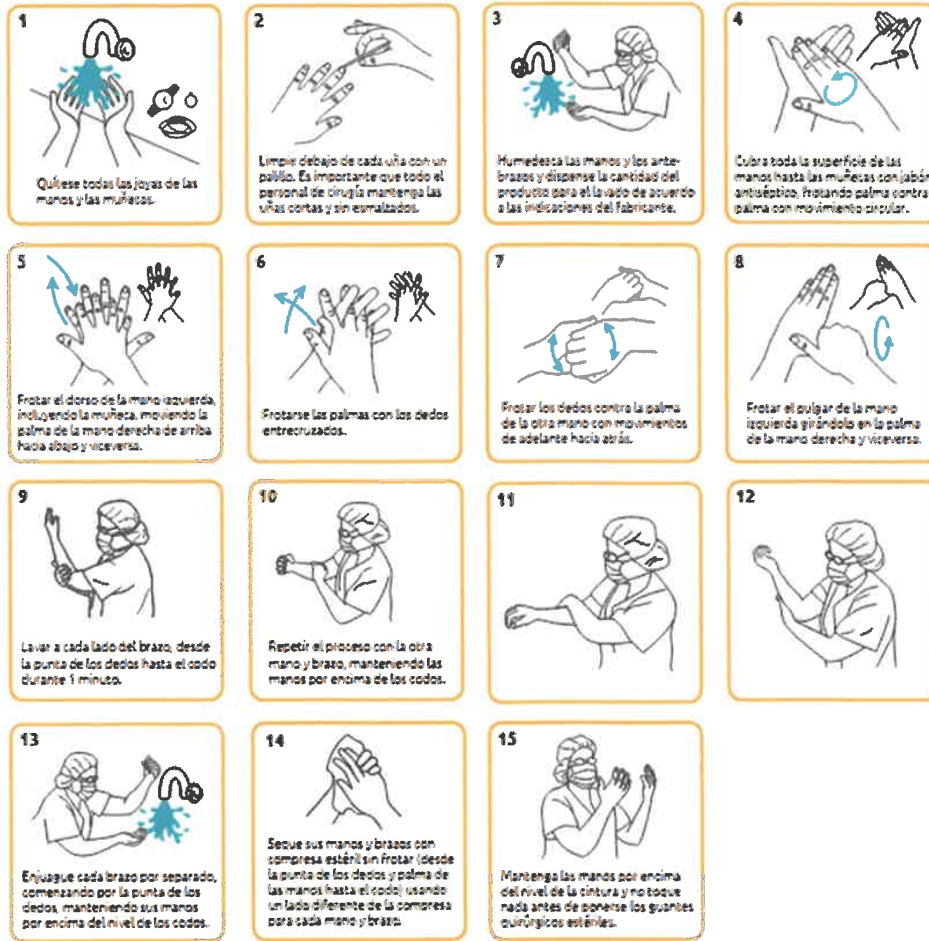 1
Quítese todas las joyas de las
manos y las muñecas.
2
Limpie debajo de cada uña con un
palillo. Es importante que todo el
personal de cirugía mantenga las
uñas cortas y sin esmaltados.
3
Humedezca las manos y los ante-
brazos y dispense la cantidad del
producto para el lavado de acuerdo
a las indicaciones del fabricante.
4
Cubra toda la superficie de las
manos hasta las muñecas con jabón
antiséptico, frotando palma contra
palma con movimiento circular.
5
Frotar el dorso de la mano izquierda,
incluyendo la muñeca, moviendo la
palma de la mano derecha de arriba
hacia abajo y viceversa.
6
Frotarse las palmas con los dedos
entrecruzados.
7
Frotar los dedos contra la palma
de la otra mano con movimientos
de adelante hacia atrás.
8
Frotar el pulgar de la mano
izquierda girándolo en la palma
de la mano derecha y viceversa.
9
Lavar a cada lado del brazo, desde
la punta de los dedos hasta el codo
durante 1 minuto.
10
Repetir el proceso con la otra
mano y brazo, manteniendo las
manos por encima de los codos.
11
12
13
Enjuague cada brazo por separado,
comenzando por la punta de los
dedos, manteniendo sus manos
por encima del nivel de los codos.
14
Seque sus manos y brazos con
compresa estéril sin frotar (desde
la punta de los dedos y palma de
las manos hasta el codo) usando
un lado diferente de la compresa
para cada mano y brazo.
15
Mantenga las manos por encima
del nivel de la cintura y no toque
nada antes de ponerse los guantes
quirúrgicos estériles.